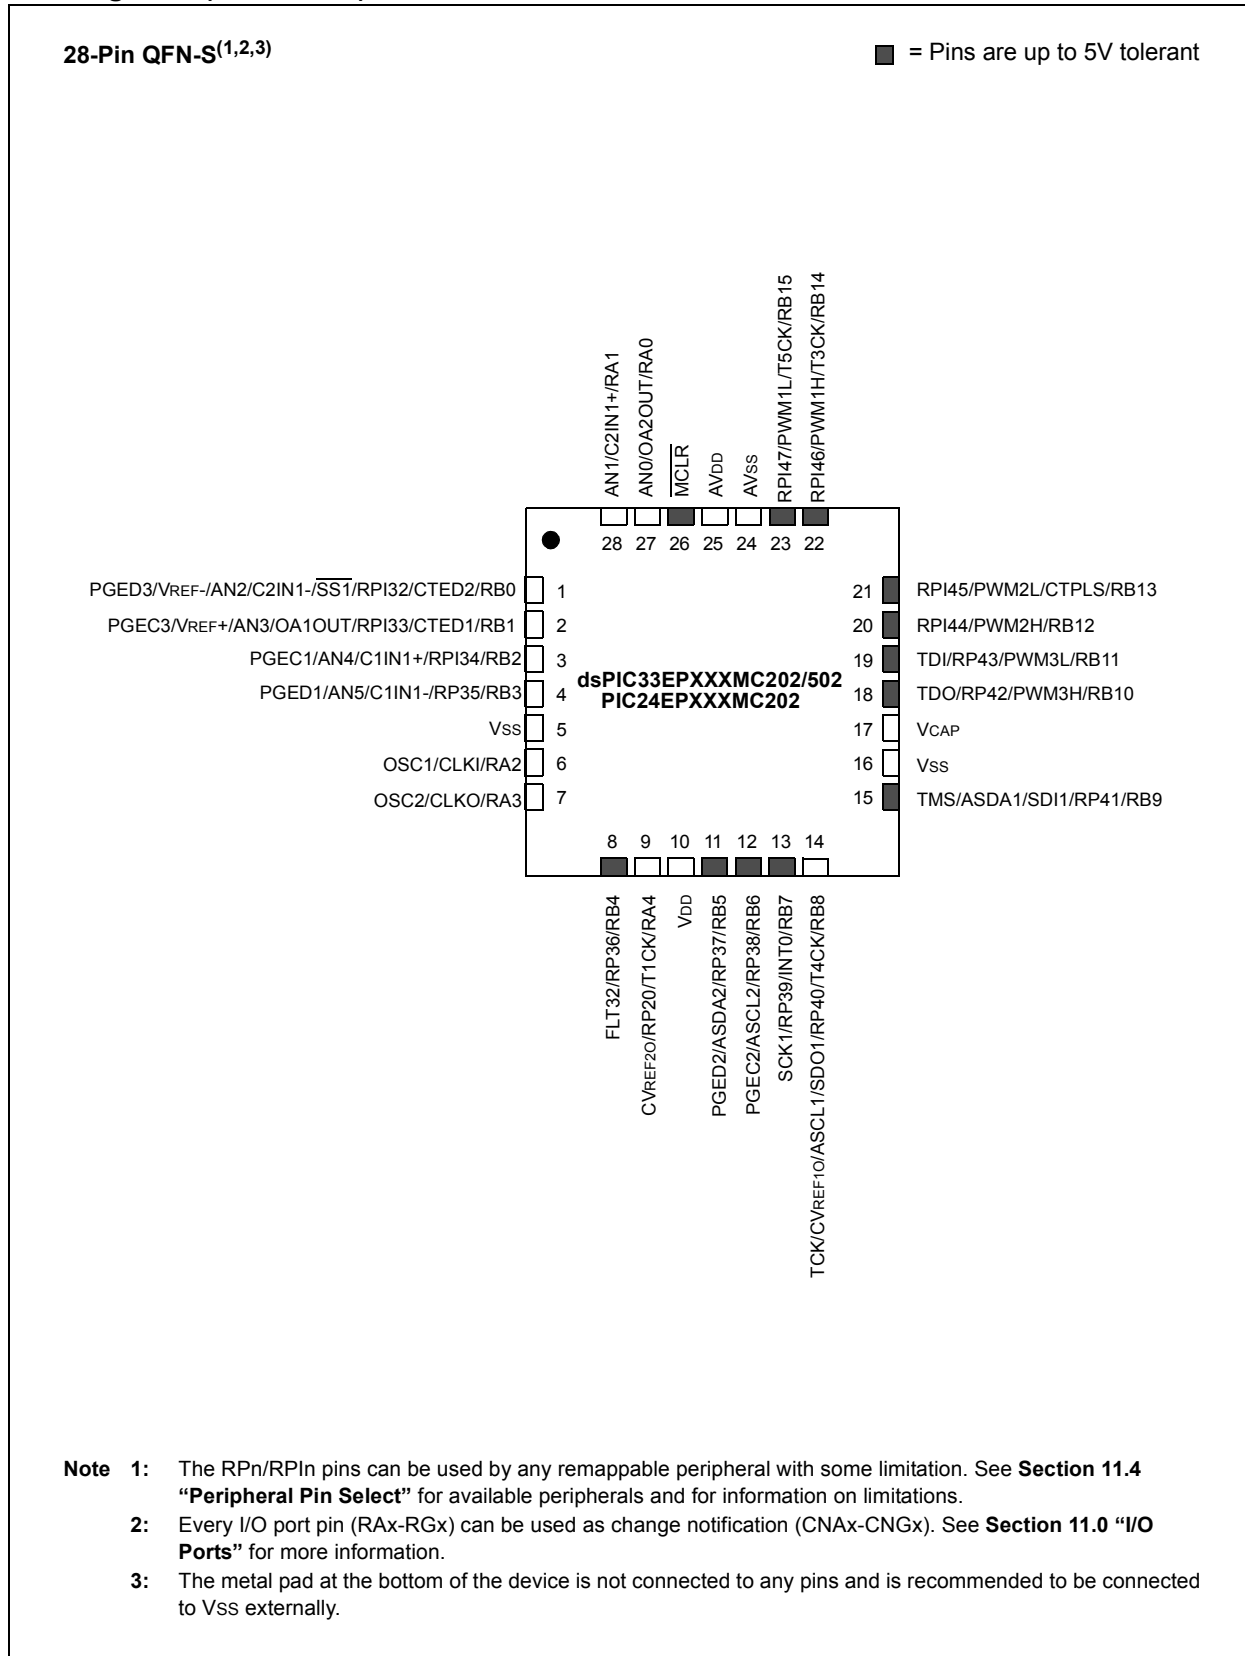 28-Pin QFN-S(1,2,3)
= Pins are up to 5V tolerant
AN1/C2IN1+/RA1
AN0/OA2OUT/RA0
MCLR
AVDD
AVSS
RPI47/PWM1L/T5CK/RB15
RPI46/PWM1H/T3CK/RB14
28 27 26 25 24 23 22
PGED3/VREF-/AN2/C2IN1-/SS1/RPI32/CTED2/RB0 1
PGEC3/VREF+/AN3/OA1OUT/RPI33/CTED1/RB1 2
PGEC1/AN4/C1IN1+/RPI34/RB2 3
PGED1/AN5/C1IN1-/RP35/RB3 4
VSS 5
OSC1/CLKI/RA2 6
OSC2/CLKO/RA3 7
dsPIC33EPXXXMC202/502
PIC24EPXXXMC202
21 RPI45/PWM2L/CTPLS/RB13
20 RPI44/PWM2H/RB12
19 TDI/RP43/PWM3L/RB11
18 TDO/RP42/PWM3H/RB10
17 VCAP
16 VSS
15 TMS/ASDA1/SDI1/RP41/RB9
8 9 10 11 12 13 14
FLT32/RP36/RB4
CVREF2O/RP20/T1CK/RA4
VDD
PGED2/ASDA2/RP37/RB5
PGEC2/ASCL2/RP38/RB6
SCK1/RP39/INT0/RB7
TCK/CVREF1O/ASCL1/SDO1/RP40/T4CK/RB8
Note 1: The RPn/RPIn pins can be used by any remappable peripheral with some limitation. See Section 11.4
“Peripheral Pin Select” for available peripherals and for information on limitations.
2: Every I/O port pin (RAx-RGx) can be used as change notification (CNAx-CNGx). See Section 11.0 “I/O
Ports” for more information.
3: The metal pad at the bottom of the device is not connected to any pins and is recommended to be connected
to VSS externally.